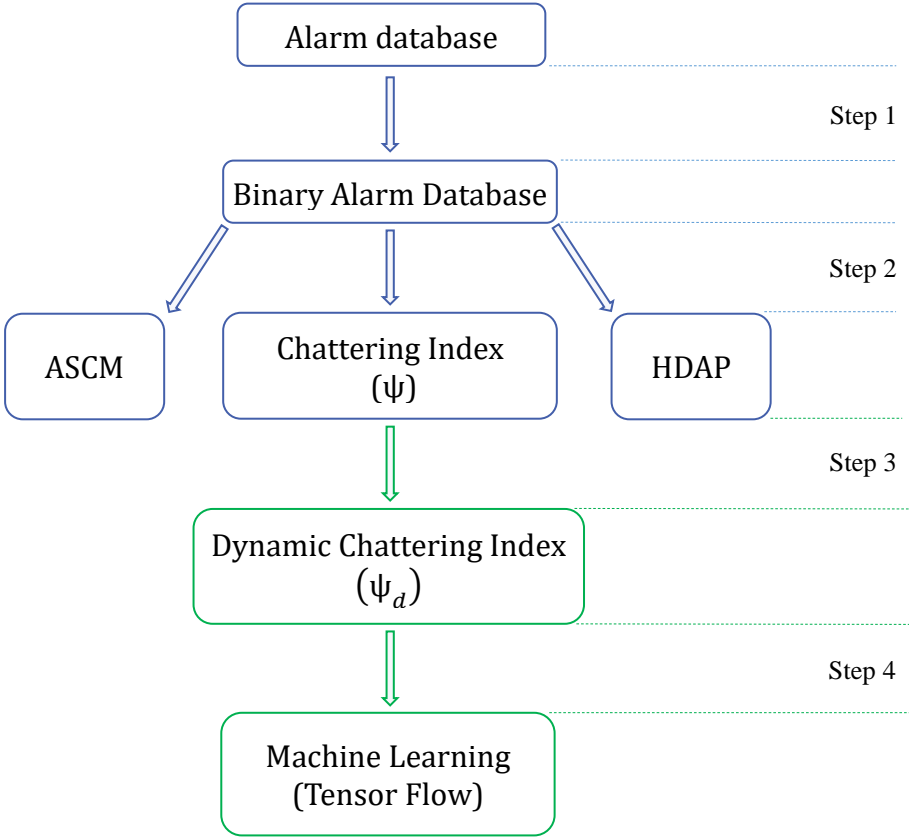 Alarm database
Step 1
Binary Alarm Database
Step 2
ASCM
Chattering Index
(ψ)
HDAP
Step 3
Dynamic Chattering Index
(ψ_d)
Step 4
Machine Learning
(Tensor Flow)